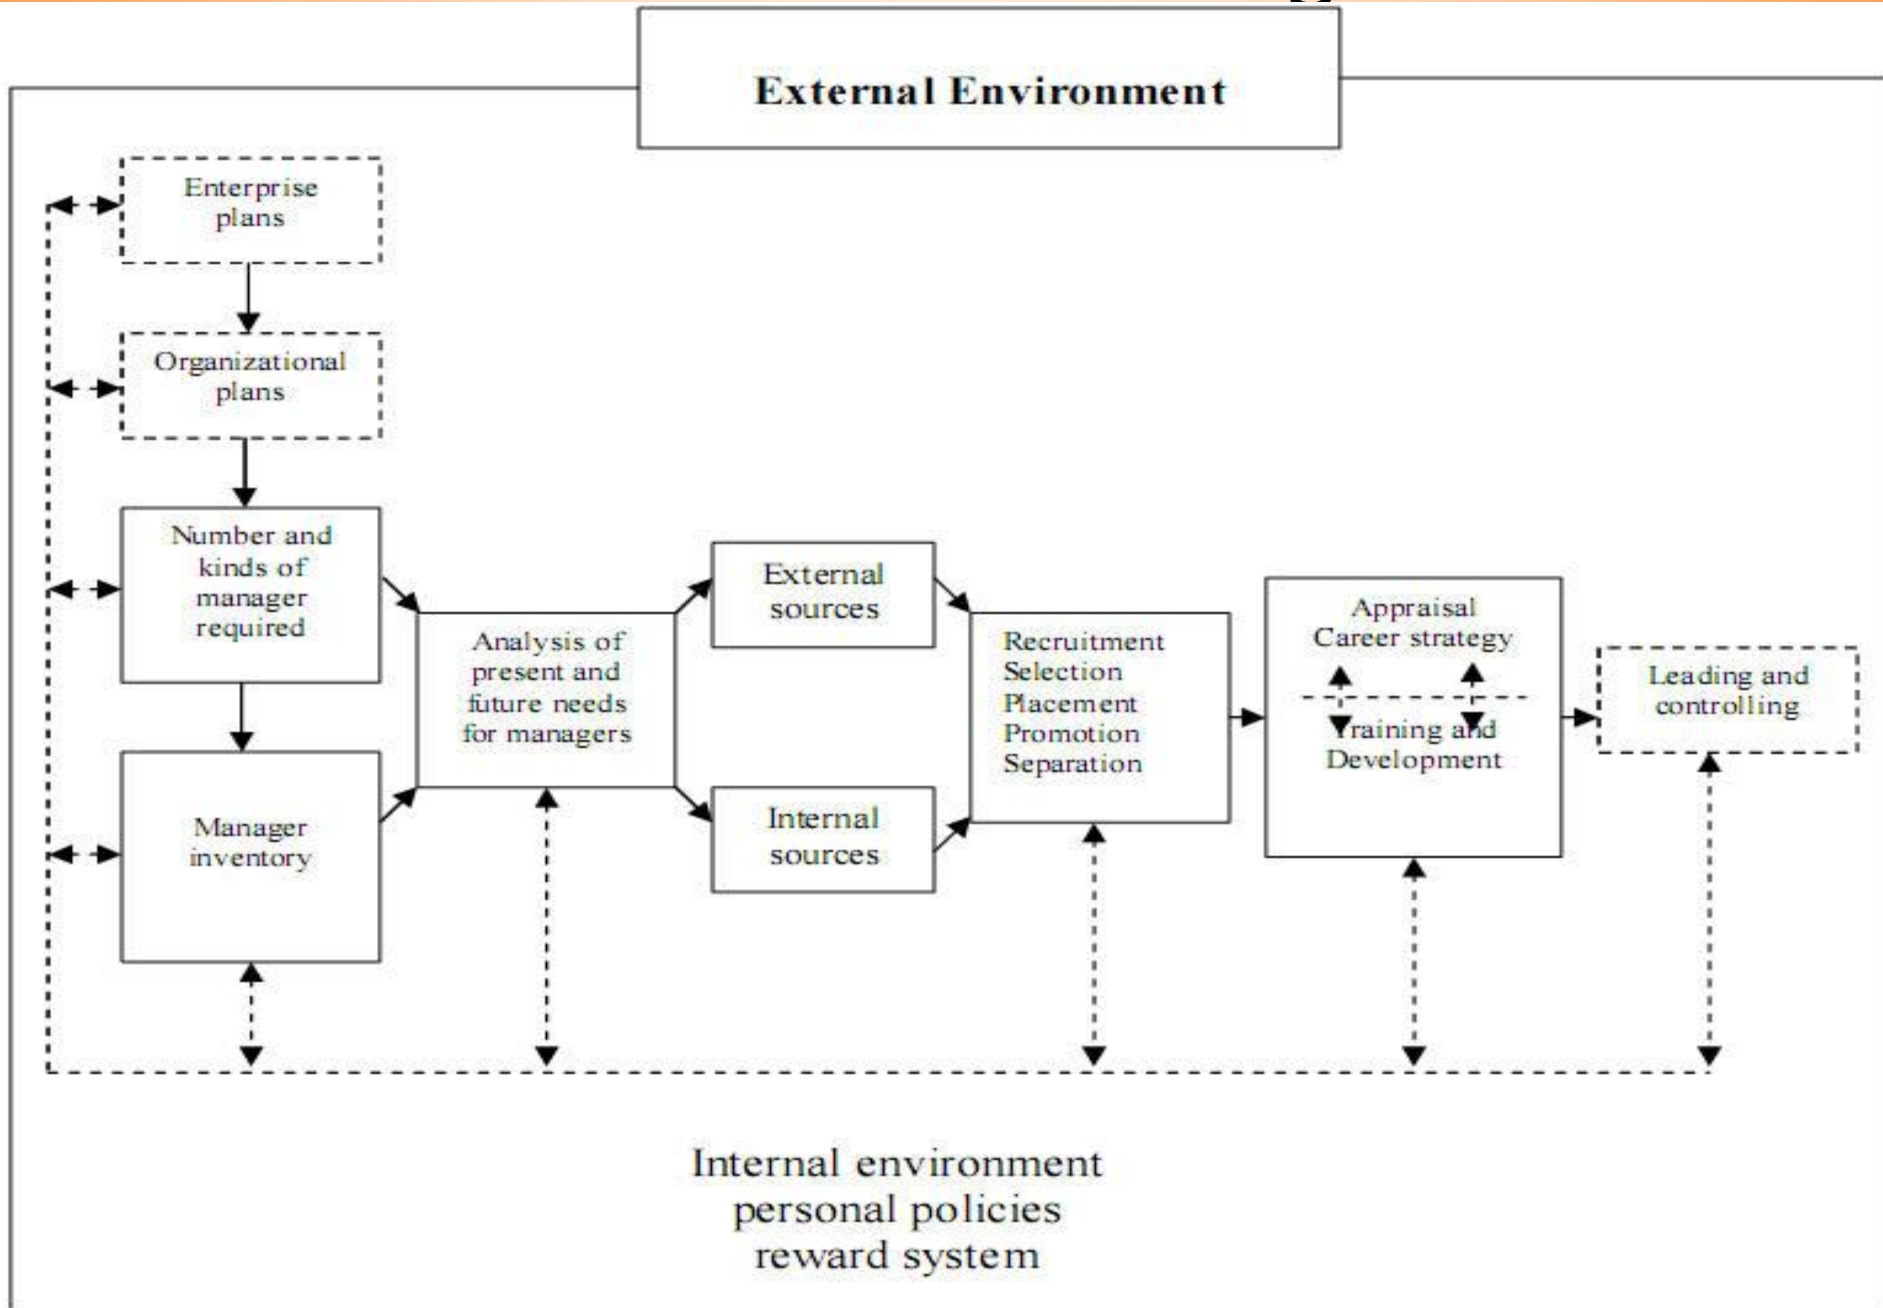 External Environment
Enterprise
plans
Organizational
plans
Number and
kinds of
manager
required
Manager
inventory
Analysis of
present and
future needs
for managers
External
sources
Internal
sources
Recruitment
Selection
Placement
Promotion
Separation
Appraisal
Career strategy
Training and
Development
Leading and
controlling
Internal environment
personal policies
reward system